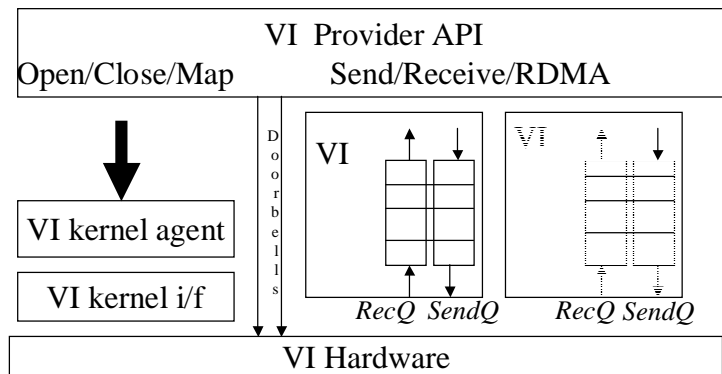 VI Provider API
Open/Close/Map Send/Receive/RDMA
Doorbells
VI
VI
VI kernel agent
VI kernel i/f
RecQ SendQ
RecQ SendQ
VI Hardware